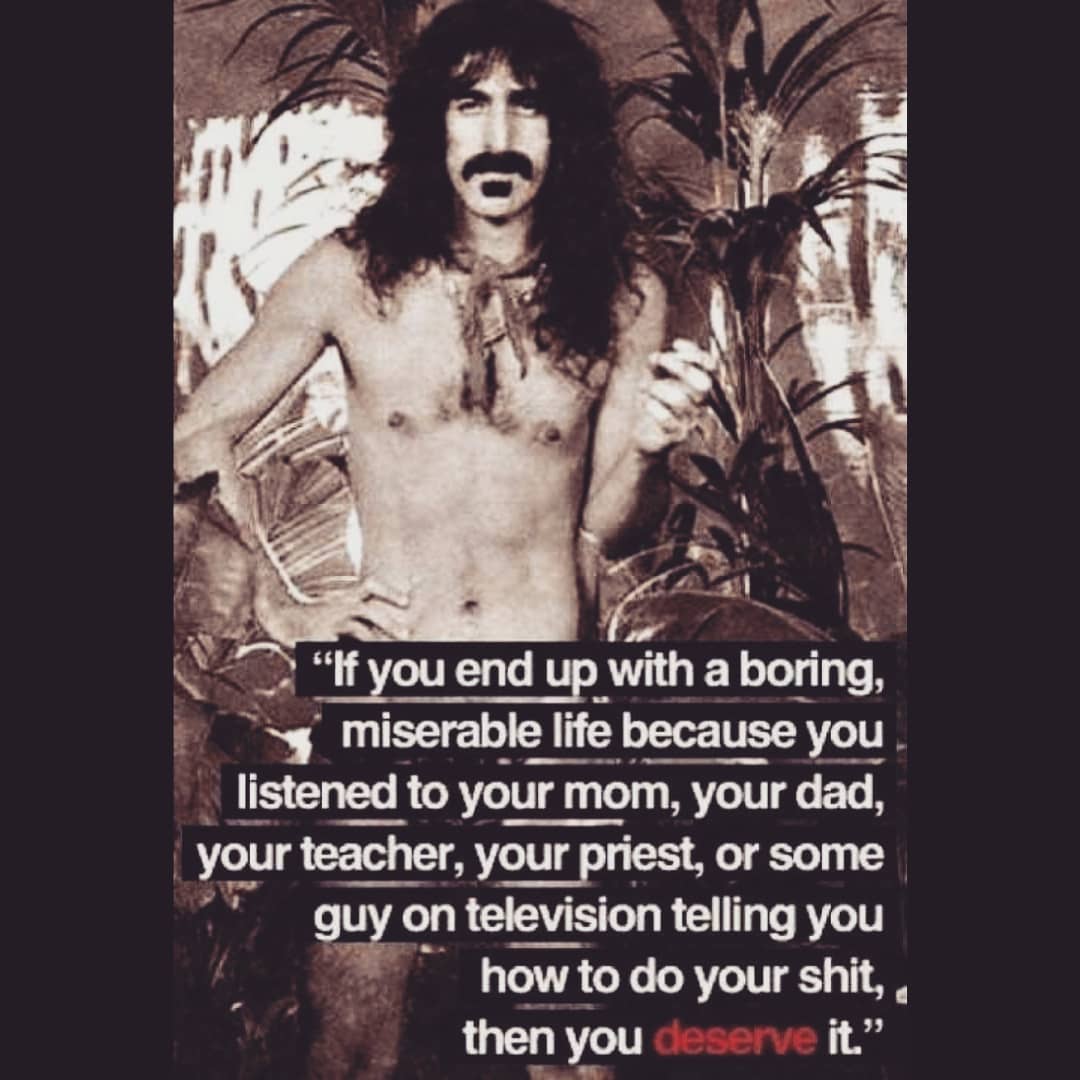 “If you end up with a boring,
miserable life because you
listened to your mom, your dad,
your teacher, your priest, or some
guy on television telling you
how to do your shit,
then you deserve it.”